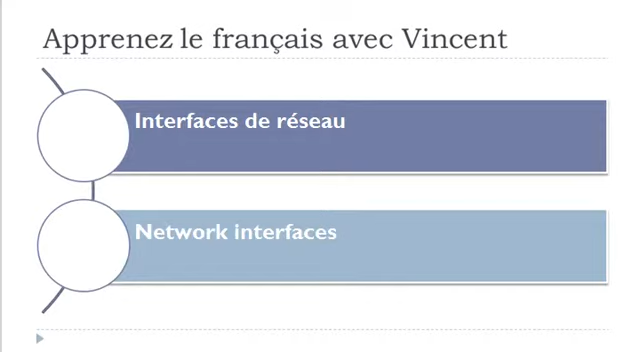 Apprenez le français avec Vincent
Interfaces de réseau
Network interfaces